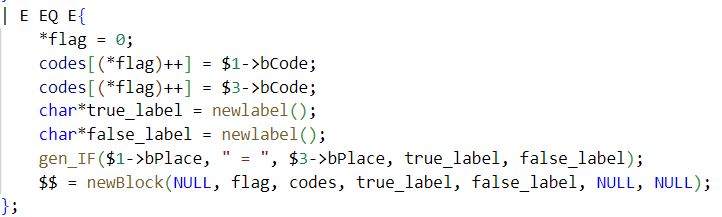 | E EQ E{
*flag = 0;
codes[(*flag)++] = $1->bCode;
codes[(*flag)++] = $3->bCode;
char*true_label = newlabel();
char*false_label = newlabel();
gen_IF($1->bPlace, " = ", $3->bPlace, true_label, false_label);
$$ = newBlock(NULL, flag, codes, true_label, false_label, NULL, NULL);
};